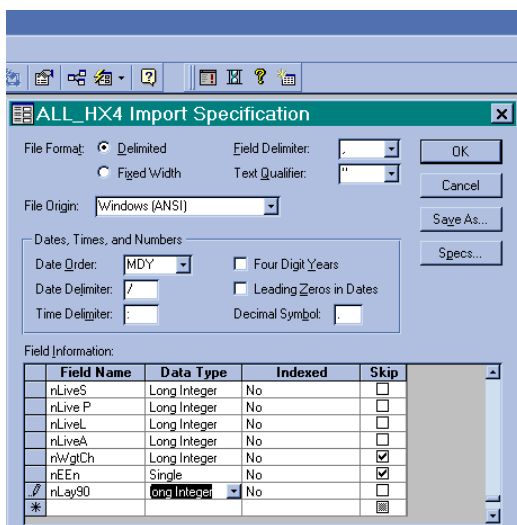 ALL_HX4 Import Specification
File Format: Delimited
Fixed Width
Field Delimiter: ,
Text Qualifier: "
File Origin: Windows (ANSI)
OK
Cancel
Save As...
Specs...
Dates, Times, and Numbers
Date Order: MDY
Four Digit Years
Date Delimiter: /
Leading Zeros in Dates
Time Delimiter: :
Decimal Symbol: .
Field Information:
Field Name Data Type Indexed Skip
nLiveS Long Integer No
nLive P Long Integer No
nLiveL Long Integer No
nLiveA Long Integer No
nWgtCh Long Integer No
nEEn Single No
nLay90 ong Integer No